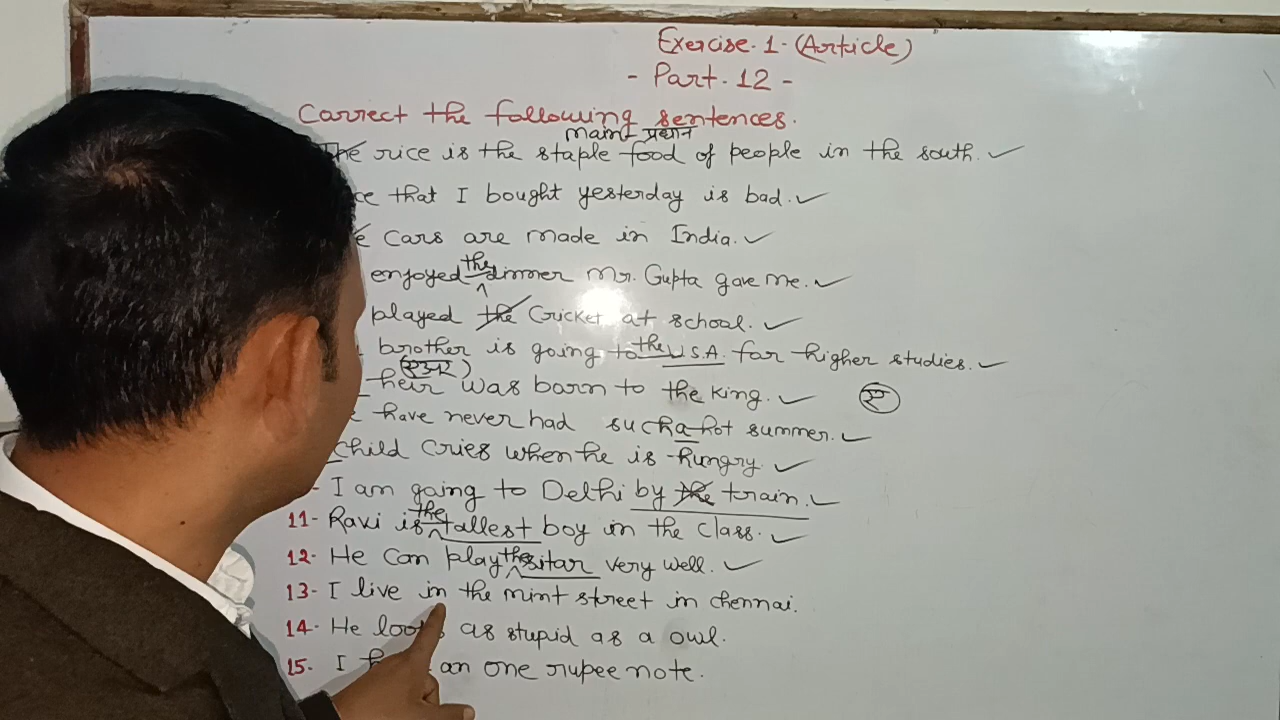 Exercise-1-(Article)
- Part-12 -
Correct the following sentences.
main प्रधान
The rice is the staple food of people in the south.
that I bought yesterday is bad.
cars are made in India.
enjoyed the dinner Mr. Gupta gave me.
played the Cricket at school.
brother is going to the U.S.A. for higher studies.
heir was born to the king.
have never had such a hot summer.
child cries when he is hungry.
I am going to Delhi by the train.
11- Ravi is the tallest boy in the class.
12- He can play the sitar very well.
13- I live in the mint street in chennai.
14- He as stupid as a owl.
15. I an one rupee note.